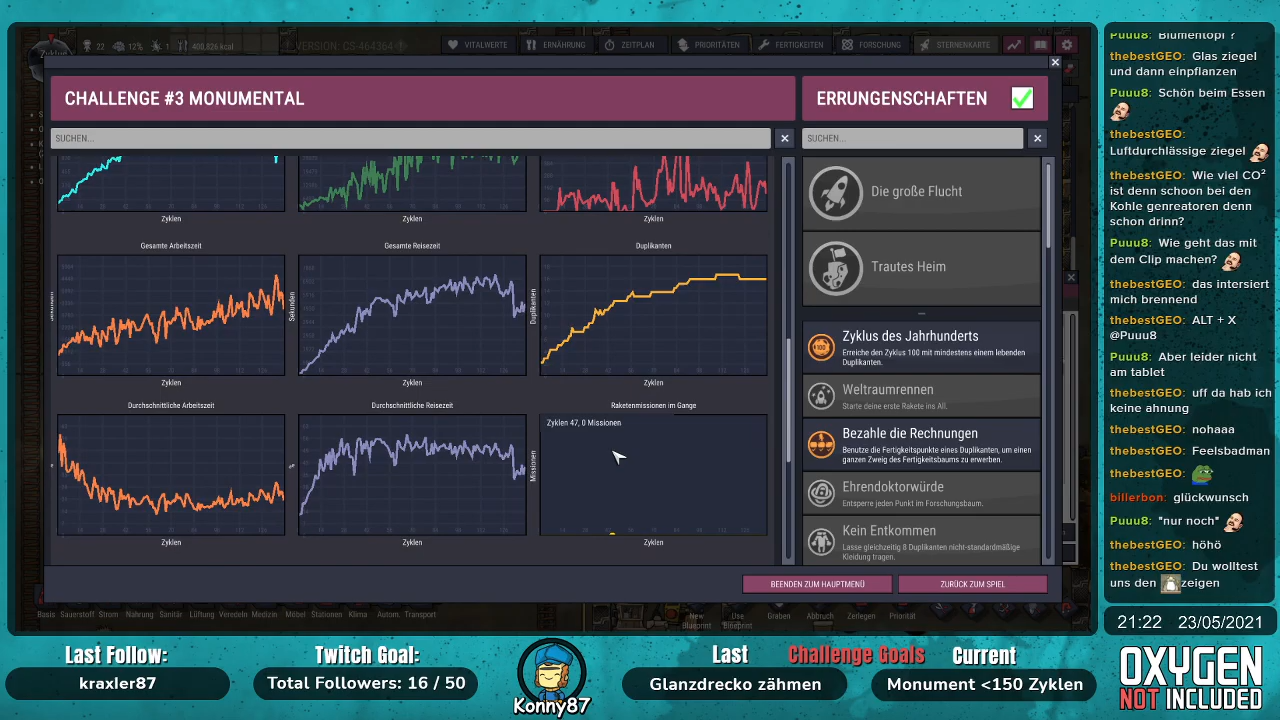 22
12%
1
408,826 kcal
VERSION: CS-464364
VITALWERTE
ERNÄHRUNG
ZEITPLAN
PRIORITÄTEN
FERTIGKEITEN
FORSCHUNG
STERNENKARTE
CHALLENGE #3 MONUMENTAL
ERRUNGENSCHAFTEN
SUCHEN...
SUCHEN...
Zyklen
Zyklen
Zyklen
Gesamte Arbeitszeit
Gesamte Reisezeit
Duplikanten
Sekunden
Duplikanten
Zyklen
Zyklen
Zyklen
Durchschnittliche Arbeitszeit
Durchschnittliche Reisezeit
Raketenmissionen im Gange
Zyklen 47, 0 Missionen
Missionen
Zyklen
Zyklen
Zyklen
Die große Flucht
Trautes Heim
Zyklus des Jahrhunderts
Erreiche den Zyklus 100 mit mindestens einem lebenden
Duplikanten.
Weltraumrennen
Starte deine erste Rakete ins All.
Bezahle die Rechnungen
Benutze die Fertigkeitspunkte eines Duplikanten, um einen
ganzen Zweig des Fertigkeitsbaums zu erwerben.
Ehrendoktorwürde
Entsperre jeden Punkt im Forschungsbaum.
Kein Entkommen
Lasse gleichzeitig 8 Duplikanten nicht-standardmäßige
Kleidung tragen.
BEENDEN ZUM HAUPTMENÜ
ZURÜCK ZUM SPIEL
Basis Sauerstoff Strom Nahrung Sanitär Lüftung Veredeln Medizin Möbel Stationen Klima Autom. Transport
New
Blueprint
Use
Blueprint
Graben
Abbruch
Zerlegen
Priorität
Puuu8: Blumentopf ?
thebestGEO: Glas ziegel
und dann einpflanzen
Puuu8: Schön beim Essen
thebestGEO:
Luftdurchlässige ziegel
thebestGEO: Wie viel CO²
ist denn schoon bei den
Kohle genreatoren denn
schon drinn?
Puuu8: Wie geht das mit
dem Clip machen?
thebestGEO: das intersiert
mich brennend
thebestGEO: ALT + X
@Puuu8
Puuu8: Aber leider nicht
am tablet
thebestGEO: uff da hab ich
keine ahnung
thebestGEO: nohaaa
thebestGEO: Feelsbadman
thebestGEO:
billerbon: glückwunsch
Puuu8: "nur noch"
thebestGEO: höhö
thebestGEO: Du wolltest
uns den zeigen
21:22 23/05/2021
Last Follow:
kraxler87
Twitch Goal:
Total Followers: 16 / 50
Konny87
Last Challenge Goals Current
Glanzdrecko zähmen
Monument <150 Zyklen
OXYGEN
NOT INCLUDED